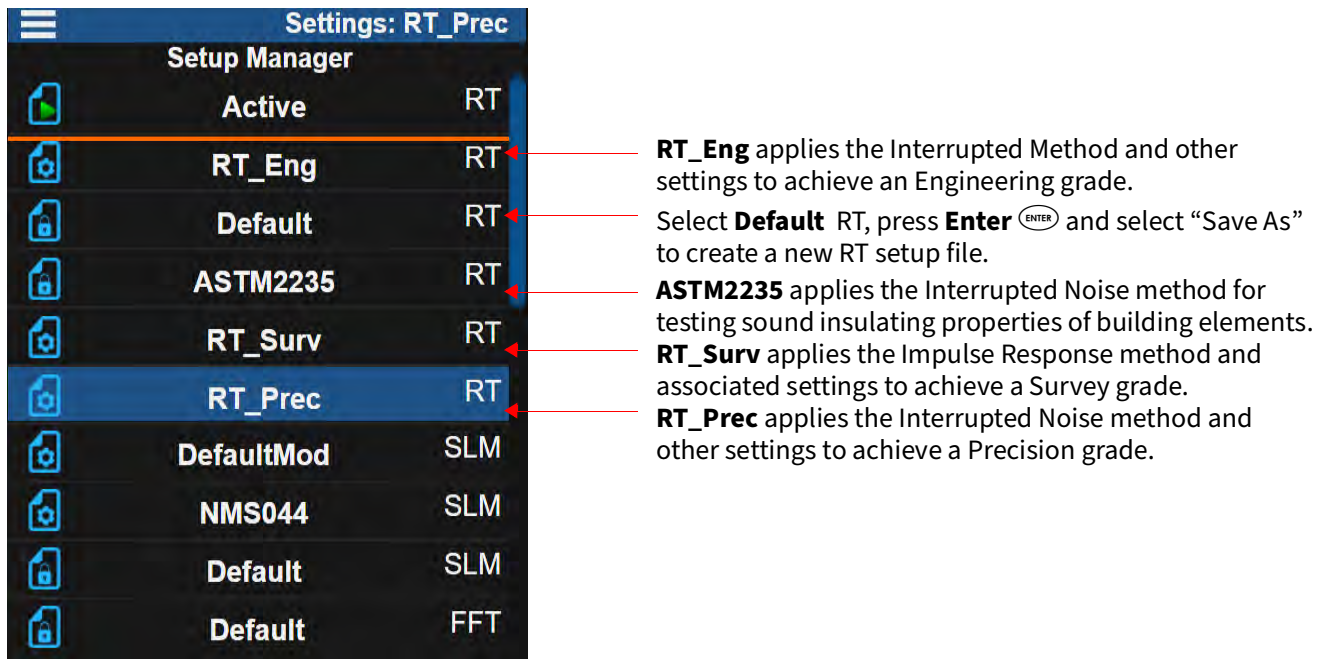 Settings: RT_Prec
Setup Manager
Active RT
RT_Eng RT
Default RT
ASTM2235 RT
RT_Surv RT
RT_Prec RT
DefaultMod SLM
NMS044 SLM
Default SLM
Default FFT
RT_Eng applies the Interrupted Method and other
settings to achieve an Engineering grade.
Select Default RT, press Enter ENTER and select “Save As”
to create a new RT setup file.
ASTM2235 applies the Interrupted Noise method for
testing sound insulating properties of building elements.
RT_Surv applies the Impulse Response method and
associated settings to achieve a Survey grade.
RT_Prec applies the Interrupted Noise method and
other settings to achieve a Precision grade.